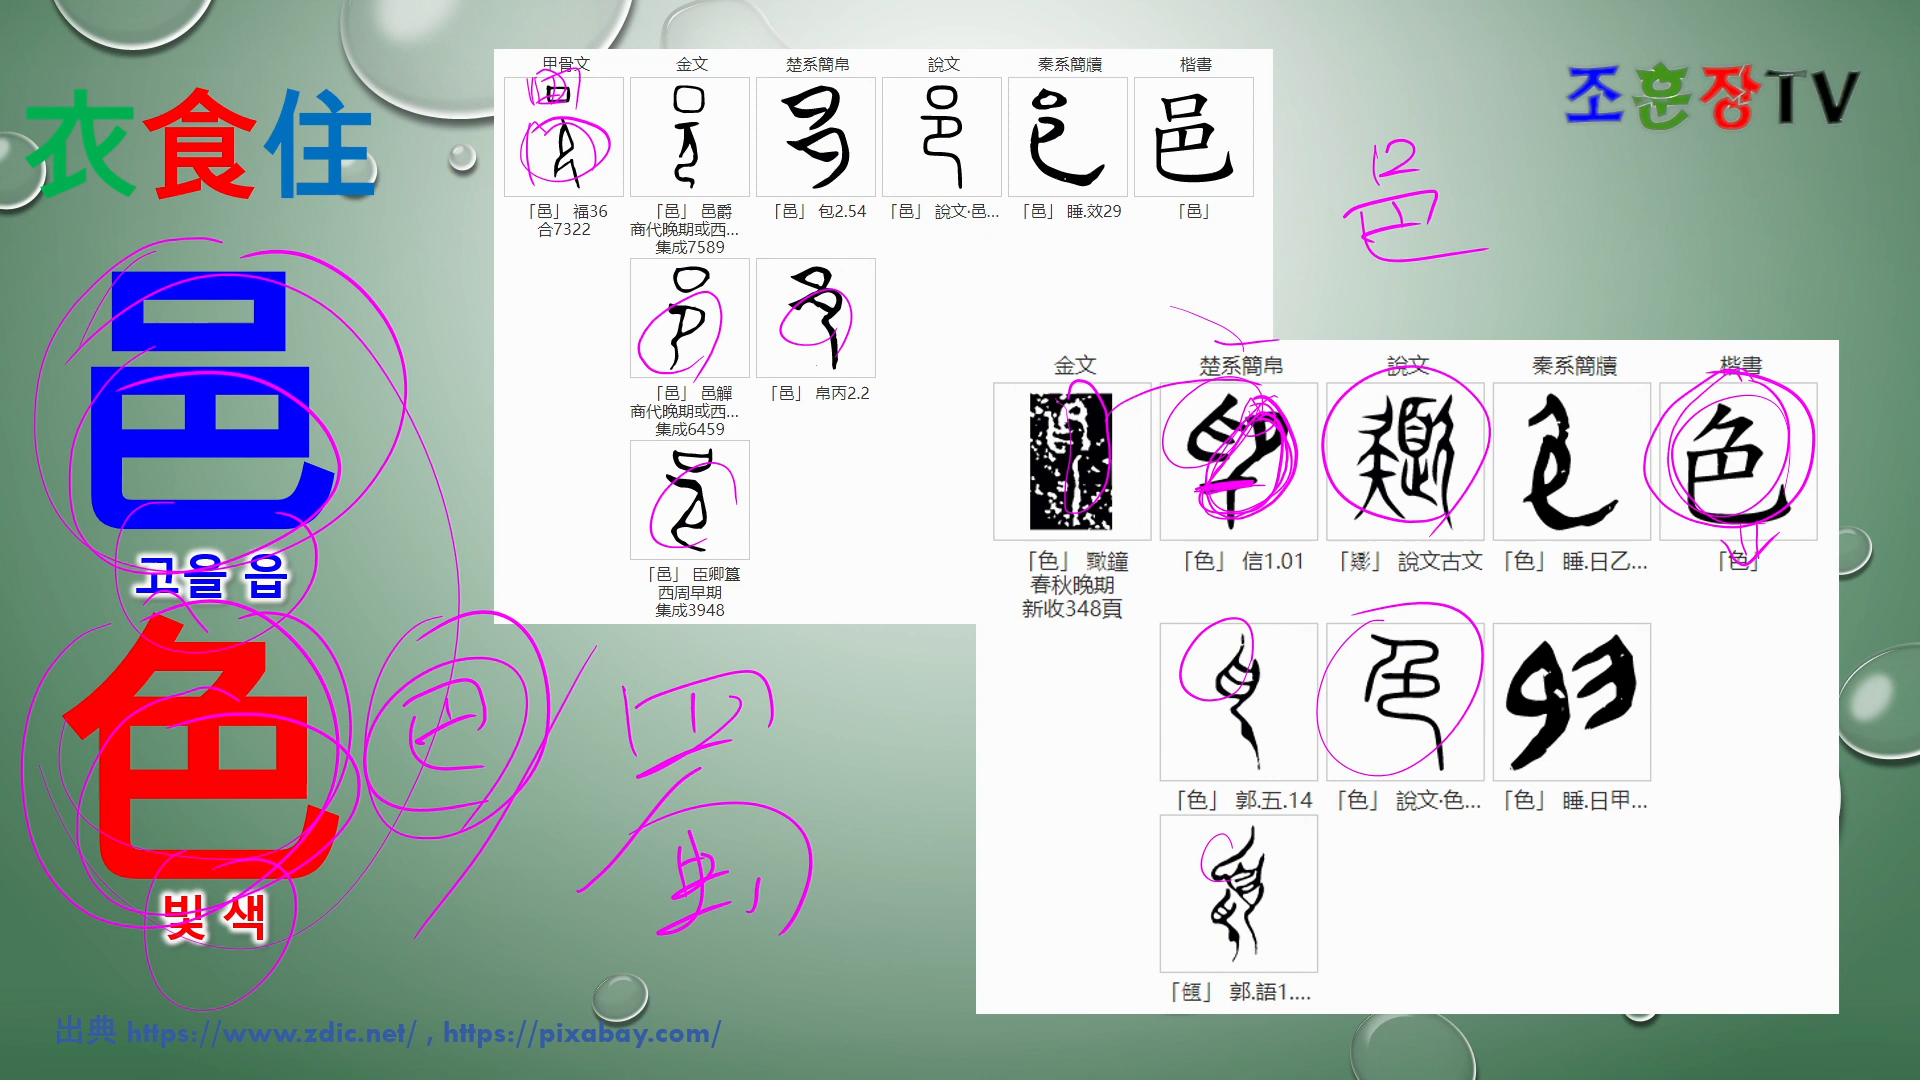 衣食住
조훈장TV
邑
고을 읍
色
빛 색
甲骨文 金文 楚系簡帛 說文 秦系簡牘 楷書
邑
「邑」 福36
合7322
「邑」 邑爵
商代晚期或西...
集成7589
「邑」 包2.54
「邑」 說文·邑...
「邑」 睡.效29
「邑」
「邑」 邑觶
商代晚期或西...
集成6459
「邑」 帛丙2.2
「邑」 臣卿簋
西周早期
集成3948
邑
金文 楚系簡帛 說文 秦系簡牘 楷書
色
「色」
春秋晚期
新收348頁
「色」 信1.01
說文古文
「色」 睡.日乙...
「色」
「色」 郭.五.14
「色」 說文·色...
「色」 睡.日甲...
郭.語1....
出典 https://www.zdic.net/ , https://pixabay.com/